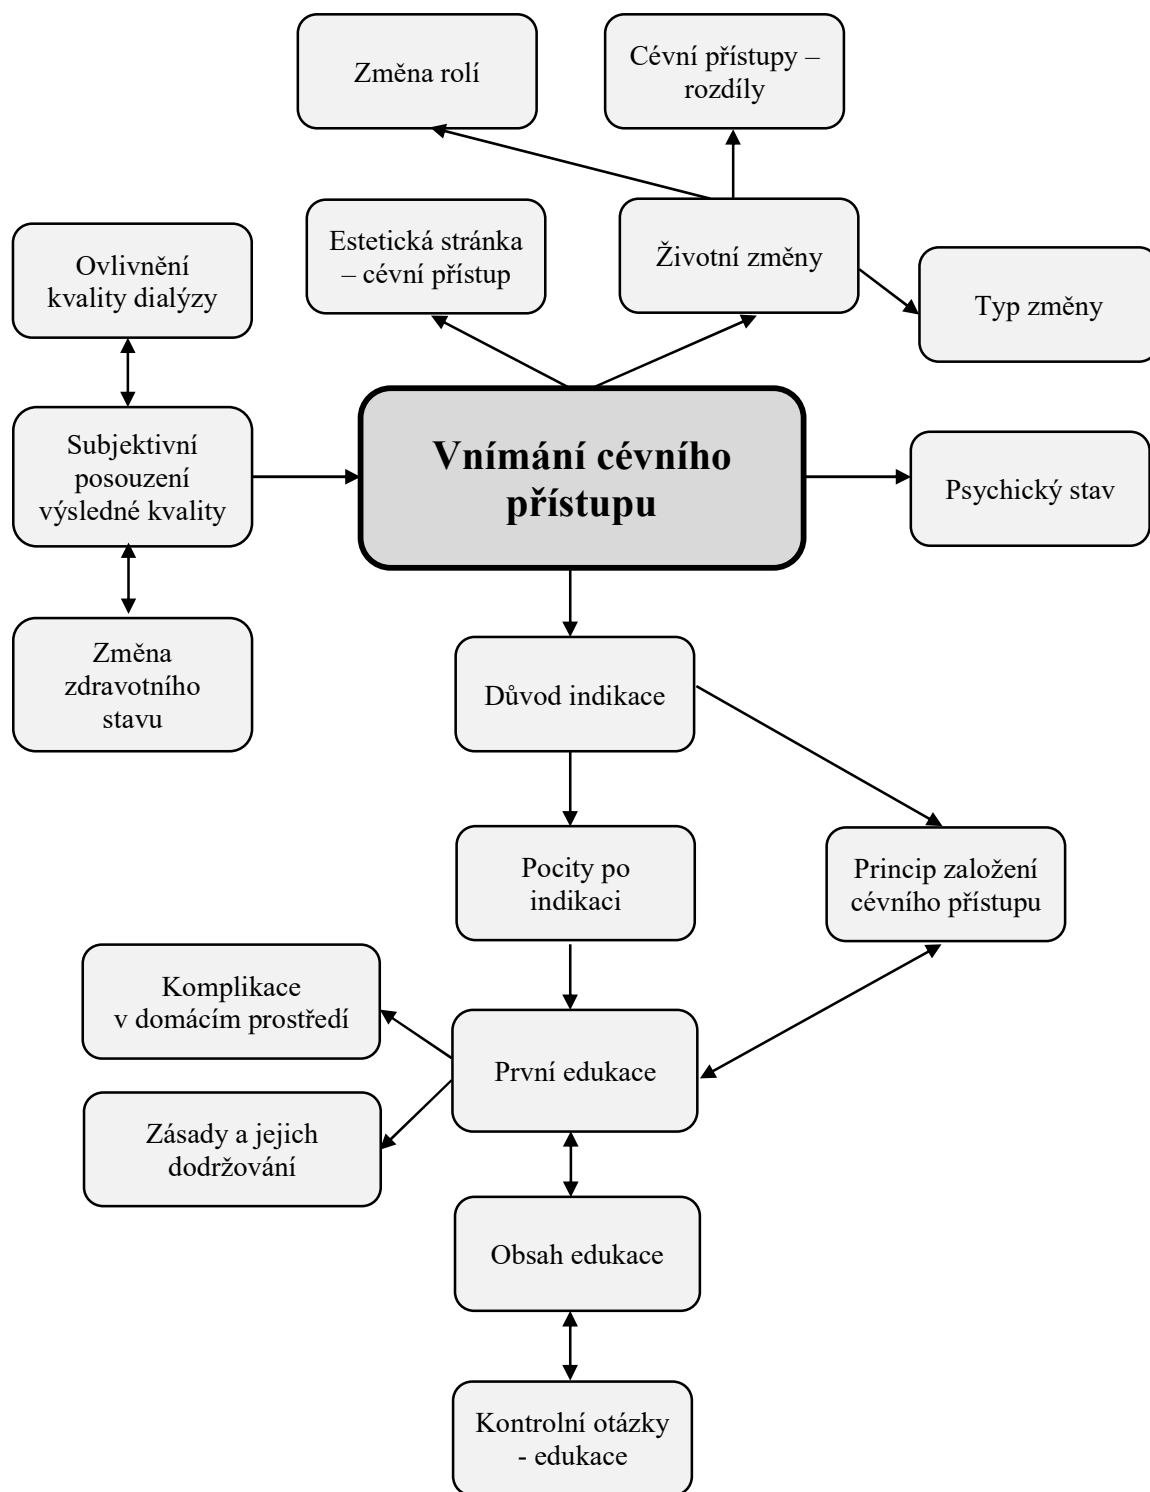 Změna rolí
Cévní přístupy –
rozdíly
Estetická stránka
– cévní přístup
Životní změny
Ovlivnění
kvality dialýzy
Typ změny
Subjektivní
posouzení
výsledné kvality
Vnímání cévního
přístupu
Psychický stav
Změna
zdravotního
stavu
Důvod indikace
Pocity po
indikaci
Princip založení
cévního přístupu
Komplikace
v domácím prostředí
První edukace
Zásady a jejich
dodržování
Obsah edukace
Kontrolní otázky
- edukace